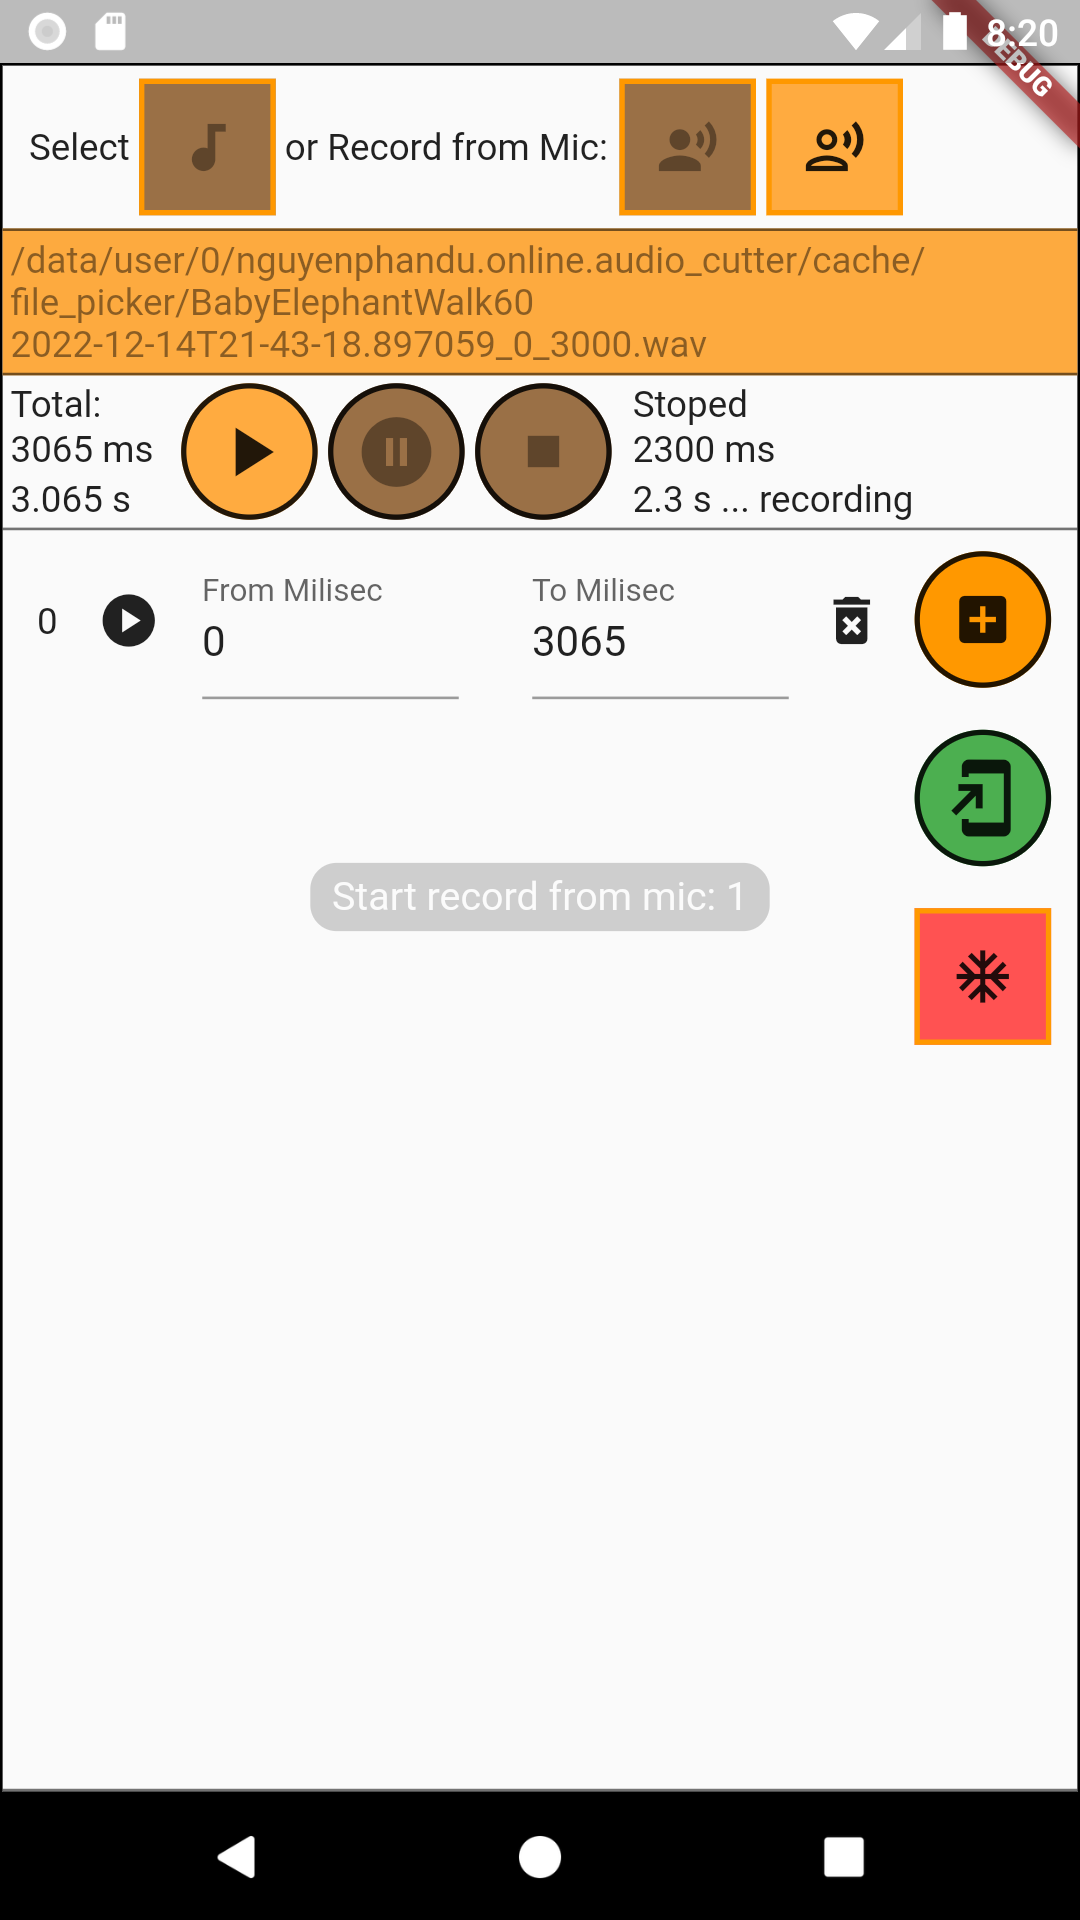 8:20
DEBUG
Select or Record from Mic:
/data/user/0/nguyenphandu.online.audio_cutter/cache/
file_picker/BabyElephantWalk60
2022-12-14T21-43-18.897059_0_3000.wav
Total:
3065 ms
3.065 s
Stoped
2300 ms
2.3 s ... recording
0
From Milisec
0
To Milisec
3065
Start record from mic: 1